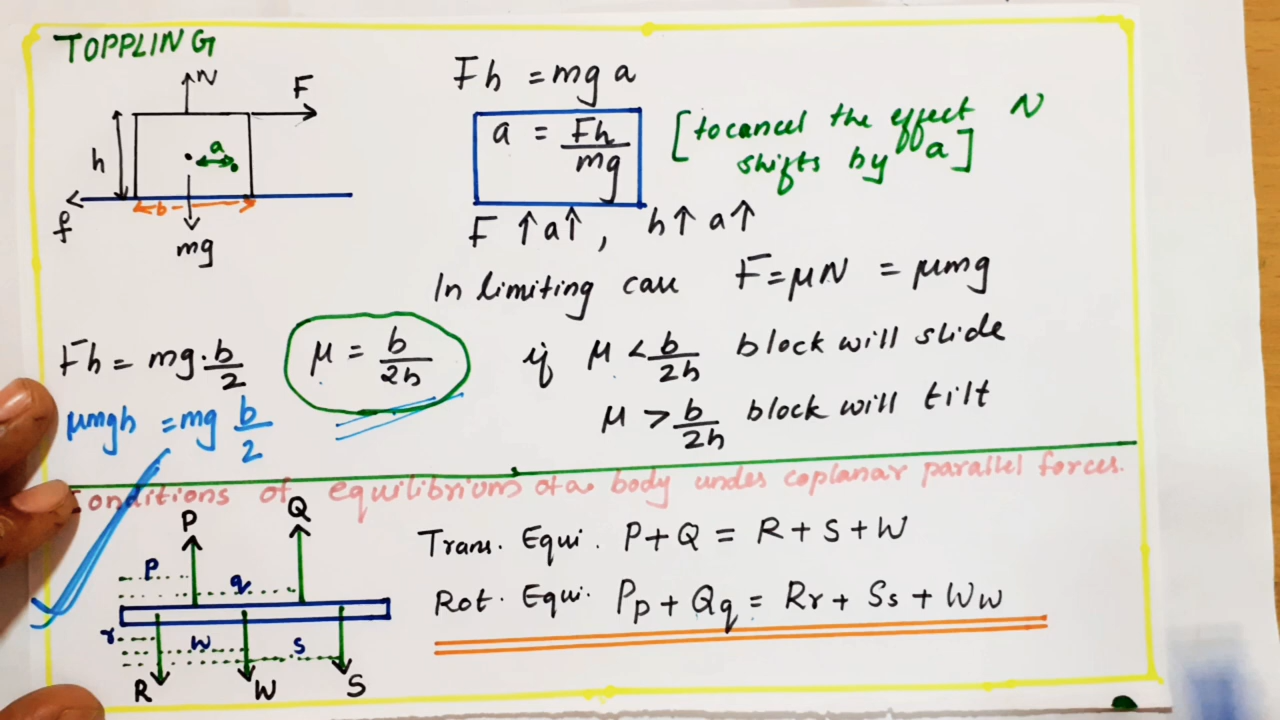 TOPPLING
N
F
a
h
b
f
mg
Fh = mg a
a = Fh/mg
[to cancel the effect N
shifts by a]
F ↑ a↑, h↑ a↑
In limiting case F=μN = μmg
Fh = mg.b/2
μ = b/2h
if μ < b/2h block will slide
μmgh = mg b/2
μ > b/2h block will tilt
Conditions of equilibrium of a body under coplanar parallel forces.
P
Q
p
q
r
w
s
R
W
S
Trans. Equi. P+Q = R+S+W
Rot. Equi. Pp + Qq = Rr + Ss + Ww